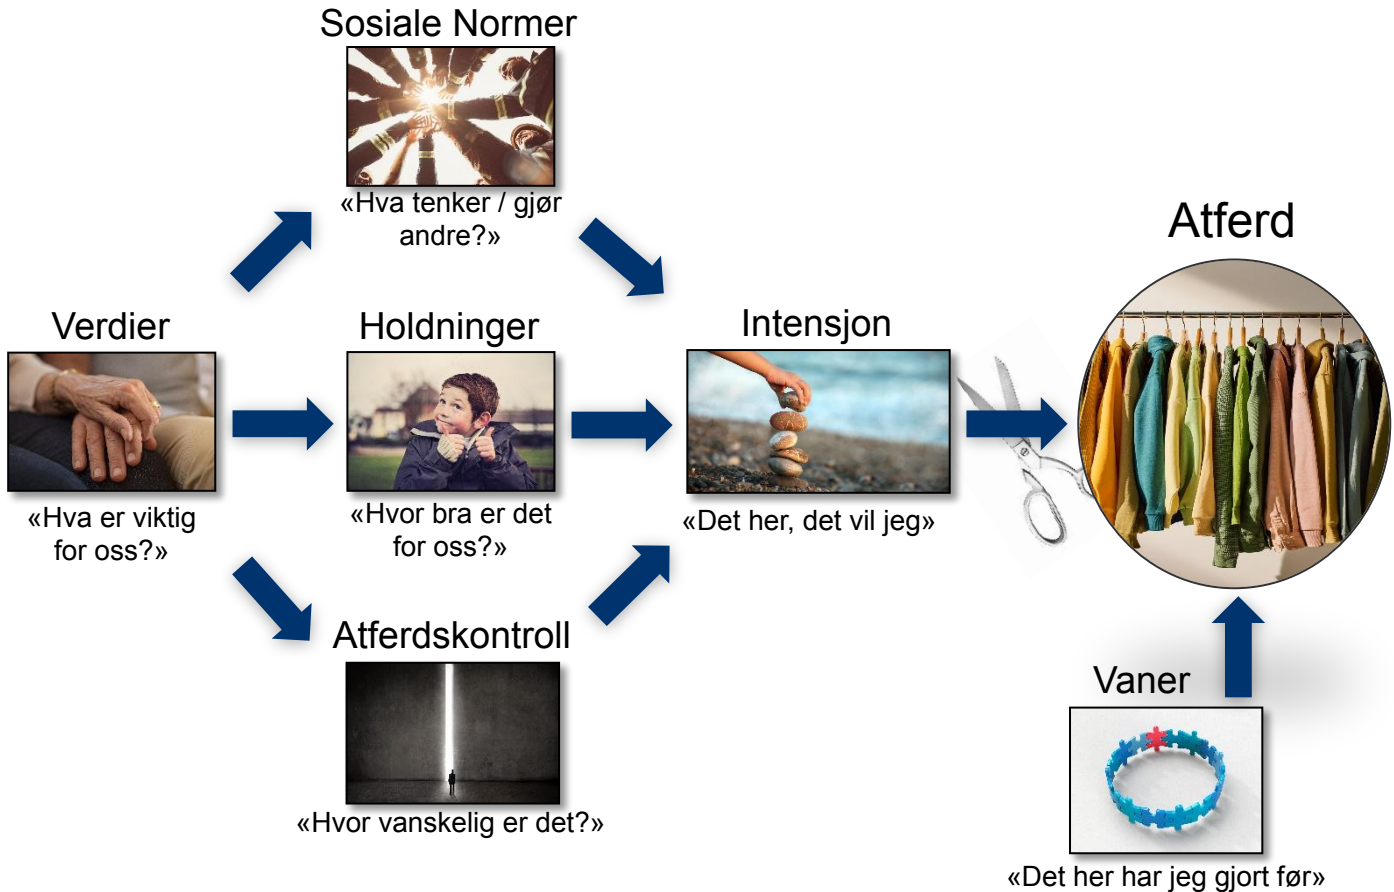 Sosiale Normer
«Hva tenker / gjør
andre?»
Verdier
«Hva er viktig
for oss?»
Holdninger
«Hvor bra er det
for oss?»
Atferdskontroll
«Hvor vanskelig er det?»
Intensjon
«Det her, det vil jeg»
Atferd
Vaner
«Det her har jeg gjort før»